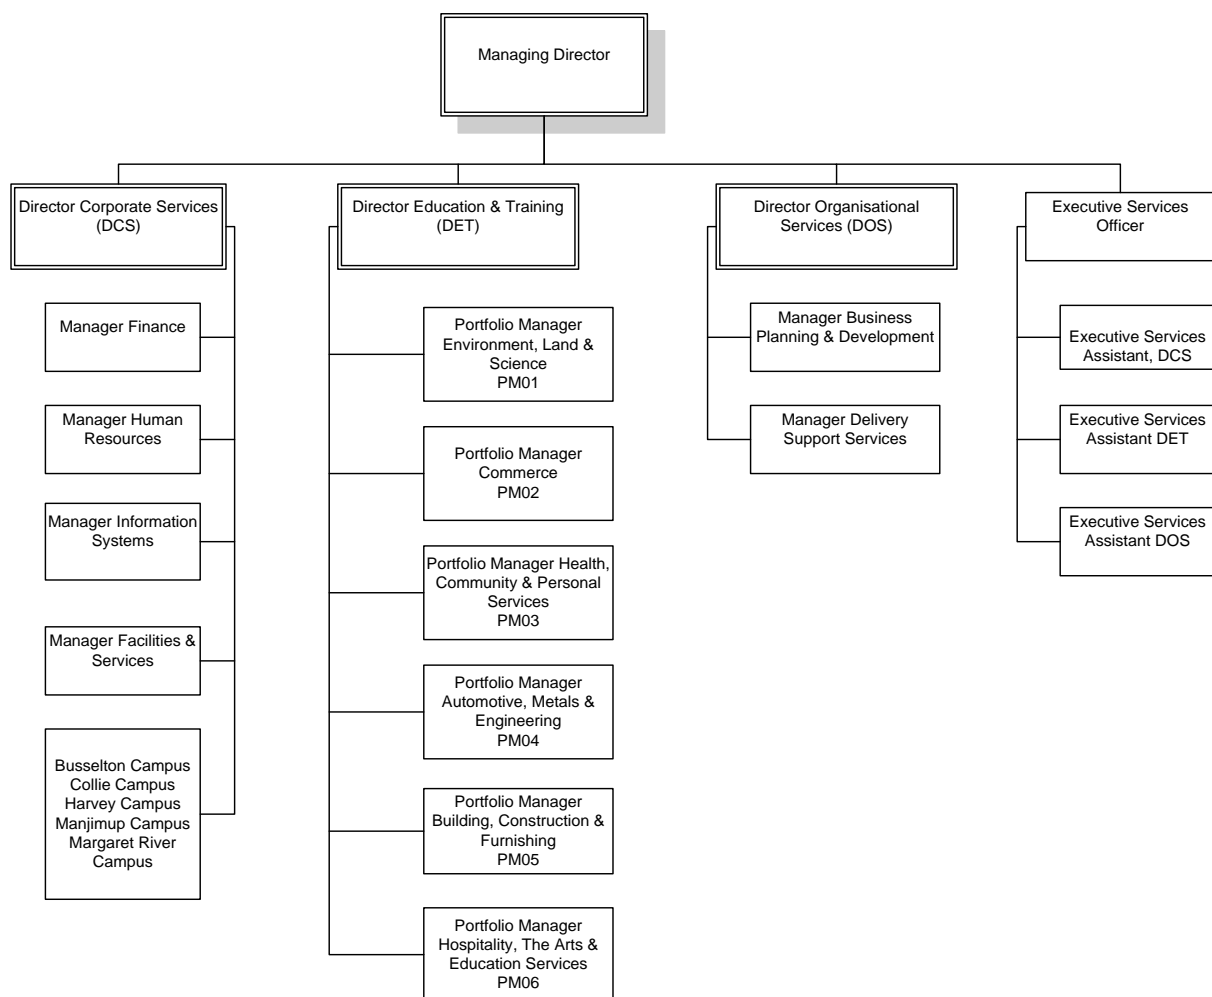 Managing Director
Director Corporate Services
(DCS)
Director Education & Training
(DET)
Director Organisational
Services (DOS)
Executive Services
Officer
Manager Finance
Manager Human
Resources
Manager Information
Systems
Manager Facilities &
Services
Busselton Campus
Collie Campus
Harvey Campus
Manjimup Campus
Margaret River
Campus
Portfolio Manager
Environment, Land &
Science
PM01
Portfolio Manager
Commerce
PM02
Portfolio Manager Health,
Community & Personal
Services
PM03
Portfolio Manager
Automotive, Metals &
Engineering
PM04
Portfolio Manager
Building, Construction &
Furnishing
PM05
Portfolio Manager
Hospitality, The Arts &
Education Services
PM06
Manager Business
Planning & Development
Manager Delivery
Support Services
Executive Services
Assistant, DCS
Executive Services
Assistant DET
Executive Services
Assistant DOS